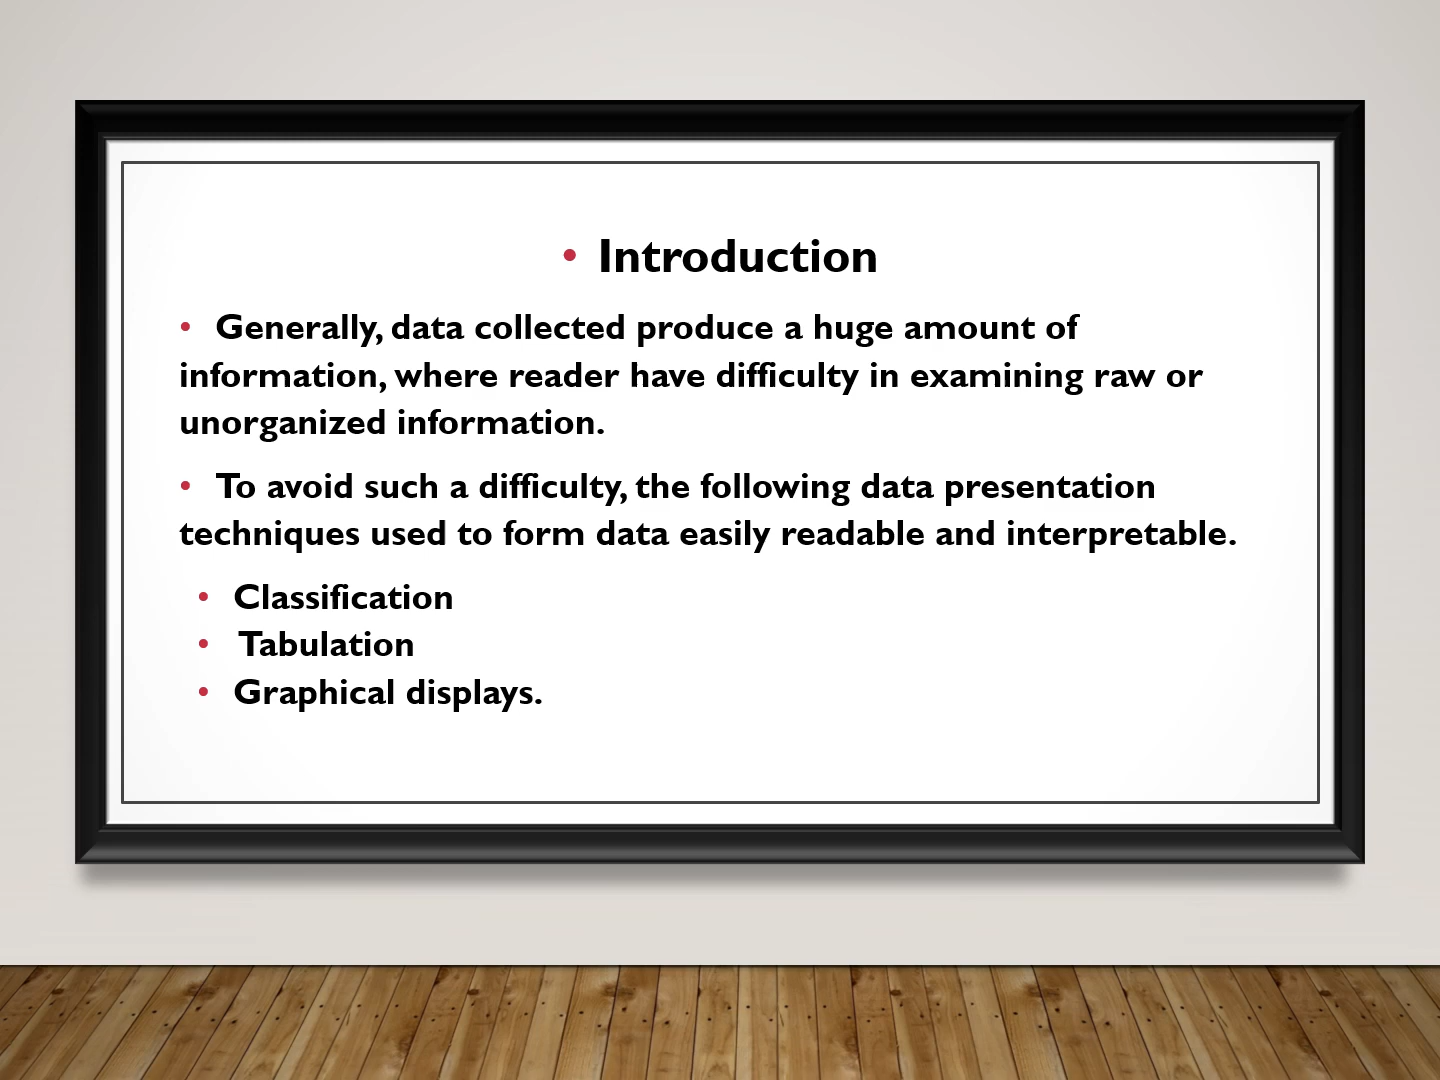 • Introduction
• Generally, data collected produce a huge amount of
information, where reader have difficulty in examining raw or
unorganized information.
• To avoid such a difficulty, the following data presentation
techniques used to form data easily readable and interpretable.
• Classification
• Tabulation
• Graphical displays.